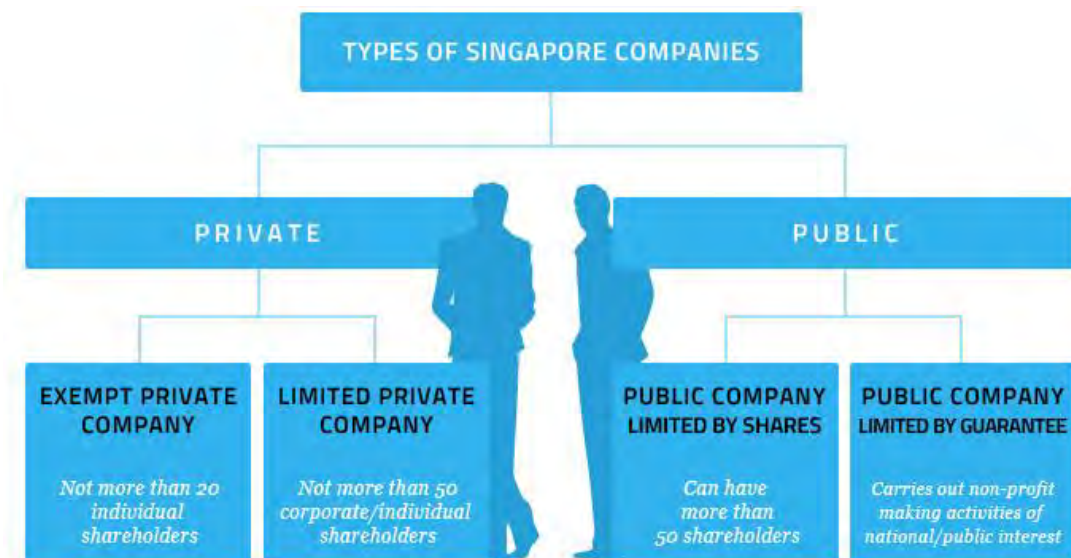 TYPES OF SINGAPORE COMPANIES
PRIVATE
PUBLIC
EXEMPT PRIVATE
COMPANY
Not more than 20
individual
shareholders
LIMITED PRIVATE
COMPANY
Not more than 50
corporate/individual
shareholders
PUBLIC COMPANY
LIMITED BY SHARES
Can have
more than
50 shareholders
PUBLIC COMPANY
LIMITED BY GUARANTEE
Carries out non-profit
making activities of
national/public interest